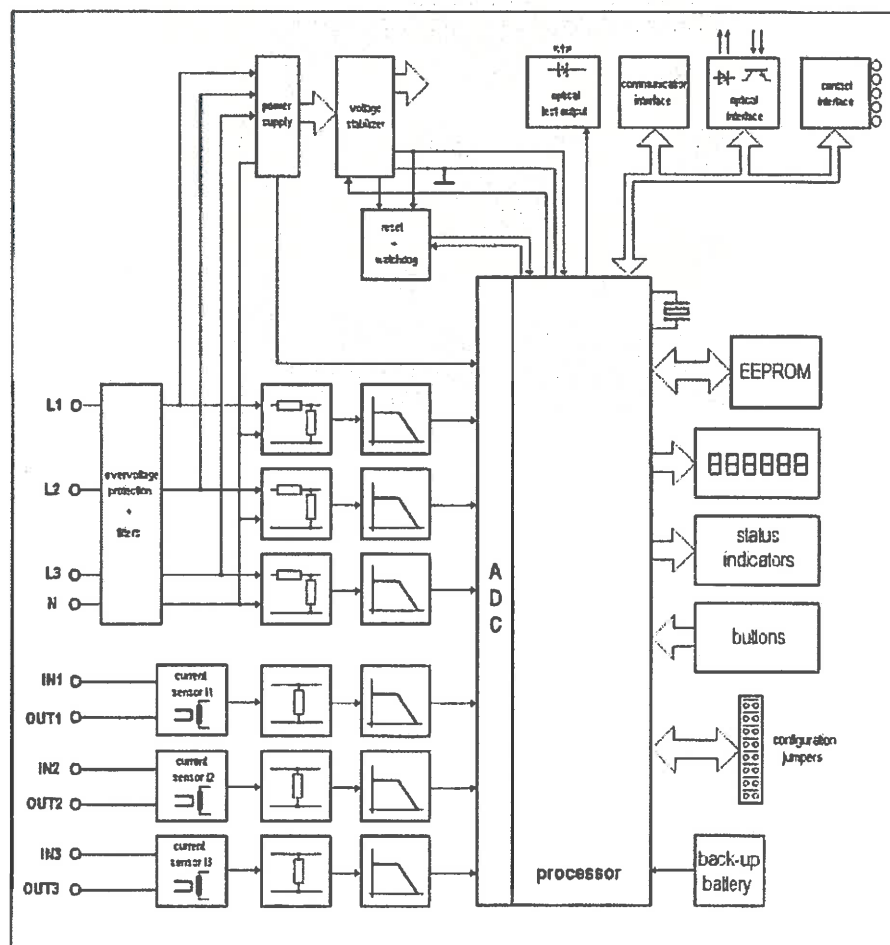 power
supply
voltage
stabilizer
optical
test output
communication
interface
optical
interface
contact
interface
reset
+
watchdog
EEPROM
L1
overvoltage
protection
+
filters
L2
L3
N
status
indicators
A
D
C
buttons
IN1
current
sensor I1
OUT1
IN2
current
sensor I2
OUT2
configuration
jumpers
IN3
current
sensor I3
OUT3
processor
back-up
battery